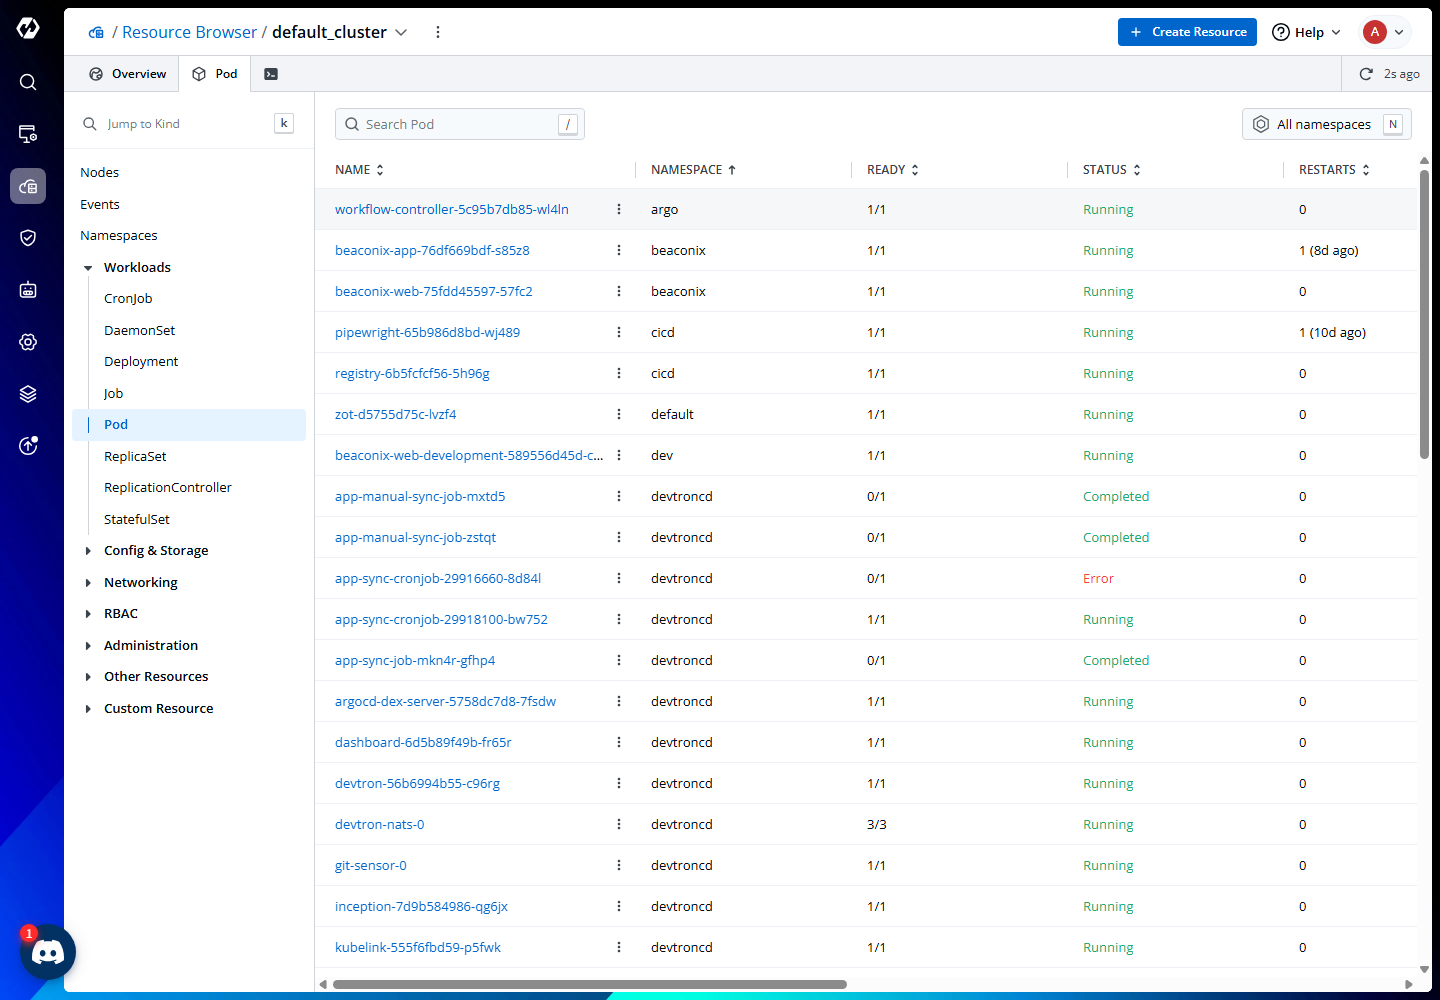 / Resource Browser / default_cluster
Create Resource
Help
A
Overview
Pod
2s ago
Jump to Kind
k
Nodes
Events
Namespaces
Workloads
CronJob
DaemonSet
Deployment
Job
Pod
ReplicaSet
ReplicationController
StatefulSet
Config & Storage
Networking
RBAC
Administration
Other Resources
Custom Resource
1
Search Pod
/
All namespaces
N
NAME NAMESPACE READY STATUS RESTARTS
workflow-controller-5c95b7db85-wl4ln argo 1/1 Running 0
beaconix-app-76df669bdf-s85z8 beaconix 1/1 Running 1 (8d ago)
beaconix-web-75fdd45597-57fc2 beaconix 1/1 Running 0
pipewright-65b986d8bd-wj489 cicd 1/1 Running 1 (10d ago)
registry-6b5fcfcf56-5h96g cicd 1/1 Running 0
zot-d5755d75c-lvzf4 default 1/1 Running 0
beaconix-web-development-589556d45d-c... dev 1/1 Running 0
app-manual-sync-job-mxtd5 devtroncd 0/1 Completed 0
app-manual-sync-job-zstqt devtroncd 0/1 Completed 0
app-sync-cronjob-29916660-8d84l devtroncd 0/1 Error 0
app-sync-cronjob-29918100-bw752 devtroncd 1/1 Running 0
app-sync-job-mkn4r-gfhp4 devtroncd 0/1 Completed 0
argocd-dex-server-5758dc7d8-7fsdw devtroncd 1/1 Running 0
dashboard-6d5b89f49b-fr65r devtroncd 1/1 Running 0
devtron-56b6994b55-c96rg devtroncd 1/1 Running 0
devtron-nats-0 devtroncd 3/3 Running 0
git-sensor-0 devtroncd 1/1 Running 0
inception-7d9b584986-qg6jx devtroncd 1/1 Running 0
kubelink-555f6fbd59-p5fwk devtroncd 1/1 Running 0